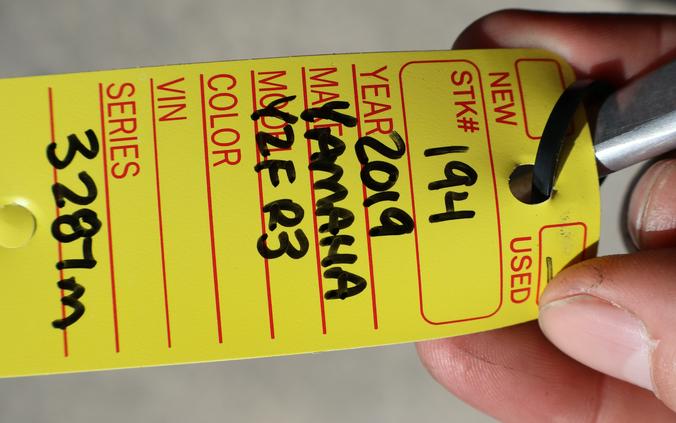 NEW USED
STK# 194
YEAR 2019
MAKE YAMAHA
MODEL YZF R3
COLOR
VIN
SERIES
3287m